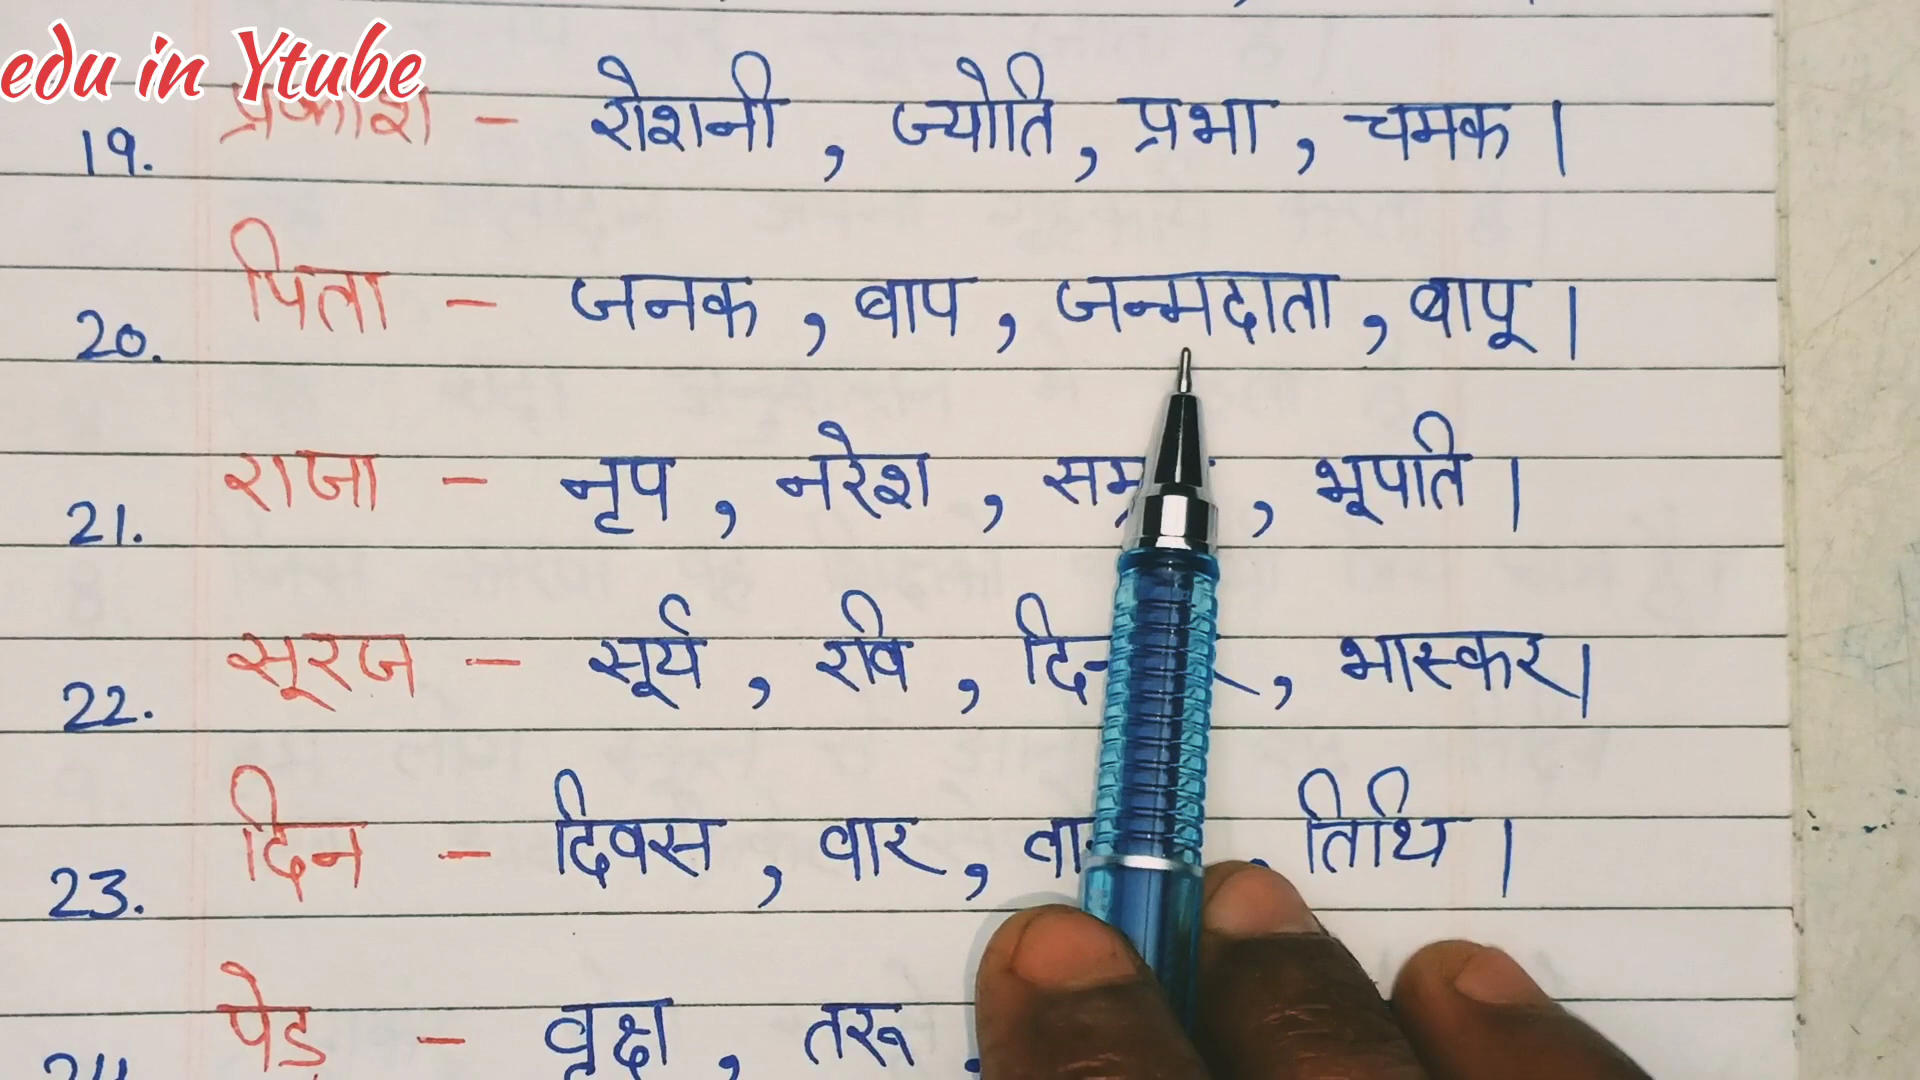 edu in Ytube
19. प्रकाश - रोशनी, ज्योति, प्रभा, चमक।
20. पिता - जनक, बाप, जन्मदाता, बापू।
21. राजा - नृप, नरेश, , भूपति।
22. सूरज - सूर्य, रवि, , भास्कर।
23. दिन - दिवस, वार, , तिथि।
24. पेड़ - वृक्ष, तरू